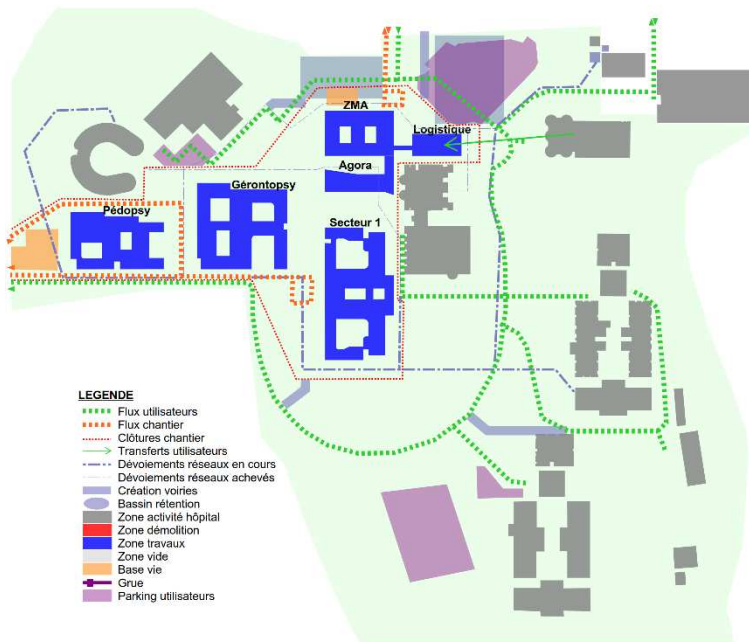 ZMA
Logistique
Agora
Gérontopsy
Pédopsy
Secteur 1
LEGENDE
Flux utilisateurs
Flux chantier
Clôtures chantier
Transferts utilisateurs
Dévoiements réseaux en cours
Dévoiements réseaux achevés
Création voiries
Bassin rétention
Zone activité hôpital
Zone démolition
Zone travaux
Zone vide
Base vie
Grue
Parking utilisateurs